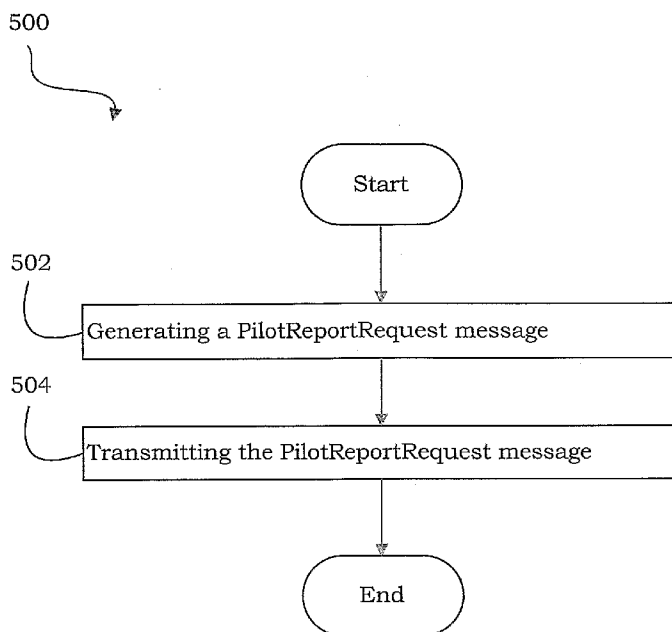 500
Start
502
Generating a PilotReportRequest message
504
Transmitting the PilotReportRequest message
End